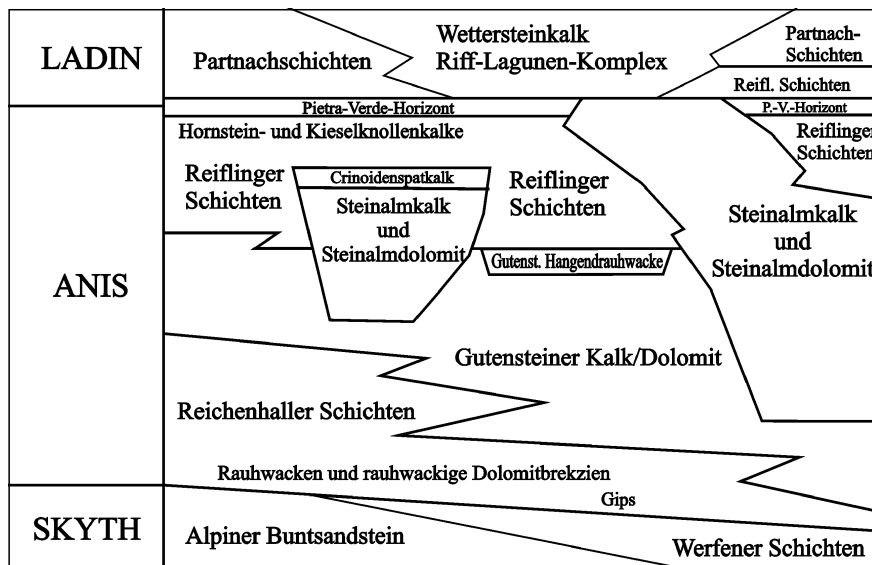 LADIN
Partnachschichten
Wettersteinkalk
Riff-Lagunen-Komplex
Partnach-
Schichten
Reifl. Schichten
ANIS
Pietra-Verde-Horizont
Hornstein- und Kieselknollenkalke
Reiflinger
Schichten
Crinoidenspatkalk
Steinalmkalk
und
Steinalmdolomit
Reiflinger
Schichten
Gutenst. Hangendrauhwacke
P.-V.-Horizont
Reiflinger
Schichten
Steinalmkalk
und
Steinalmdolomit
Gutensteiner Kalk/Dolomit
Reichenhaller Schichten
Rauhwacken und rauhwackige Dolomitbrekzien
Gips
SKYTH
Alpiner Buntsandstein
Werfener Schichten